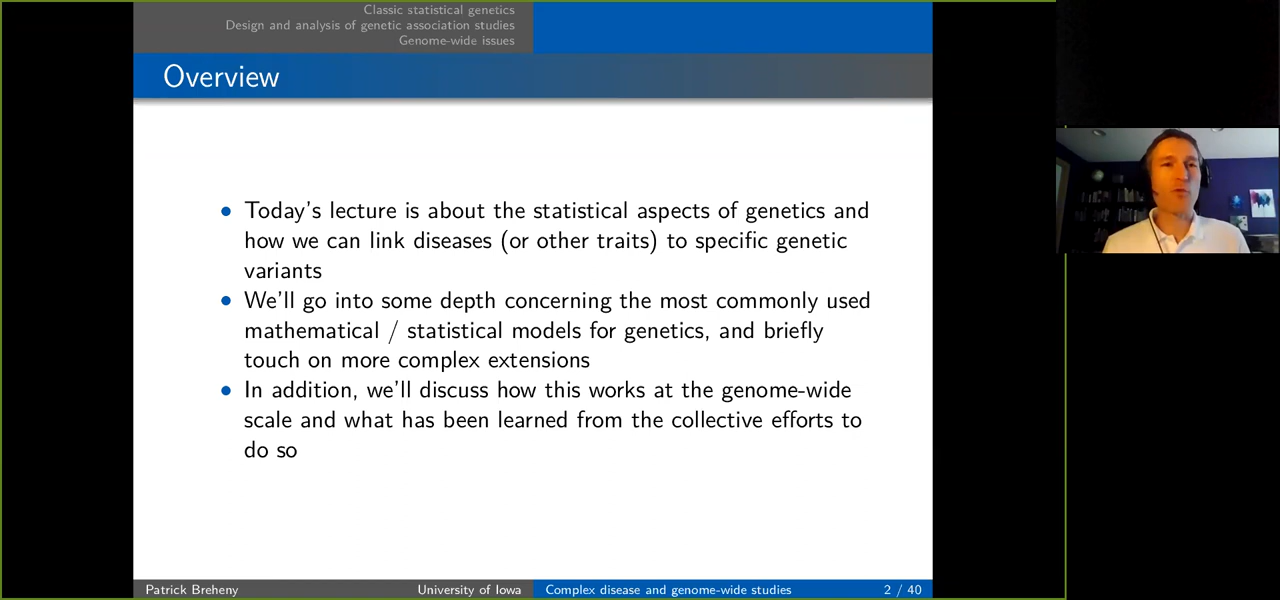 Classic statistical genetics
Design and analysis of genetic association studies
Genome-wide issues
Overview
• Today's lecture is about the statistical aspects of genetics and
how we can link diseases (or other traits) to specific genetic
variants
• We'll go into some depth concerning the most commonly used
mathematical / statistical models for genetics, and briefly
touch on more complex extensions
• In addition, we'll discuss how this works at the genome-wide
scale and what has been learned from the collective efforts to
do so
Patrick Breheny University of Iowa Complex disease and genome-wide studies 2 / 40